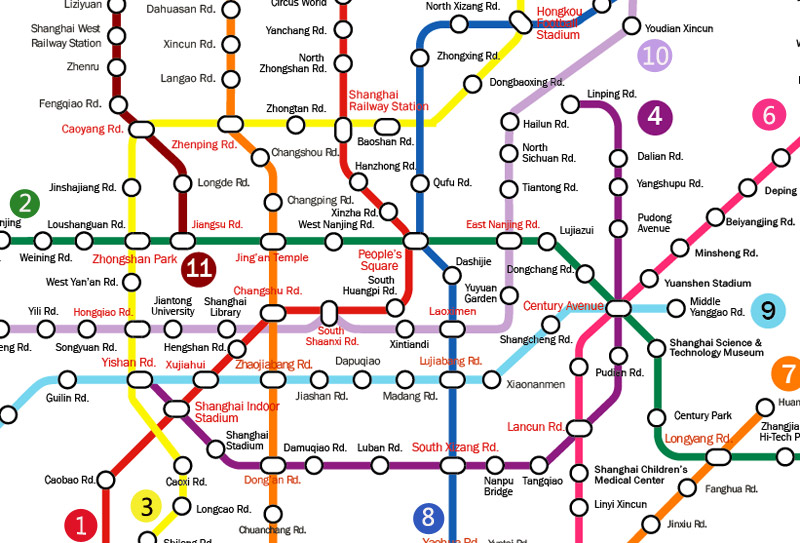 Liziyuan
Dahuasan Rd.
Circus World
North Xizang Rd.
Hongkou
Football
Stadium
Youdian Xincun
Shanghai West
Railway Station
Xincun Rd.
Yanchang Rd.
Zhongxing Rd.
10
Zhenru
Langao Rd.
North
Zhongshan Rd.
Dongbaoxing Rd.
Shanghai
Railway Station
Linping Rd.
Fengqiao Rd.
Zhongtan Rd.
4
6
Caoyang Rd.
Zhenping Rd.
Baoshan Rd.
Hailun Rd.
Changshou Rd.
North
Sichuan Rd.
Dalian Rd.
Hanzhong Rd.
Jinshajiang Rd.
Longde Rd.
Qufu Rd.
Tiantong Rd.
Yangshupu Rd.
Deping
2
Changping Rd.
Xinzha Rd.
Pudong
Avenue
Beiyangjing Rd.
njing
Loushanguan Rd.
Jiangsu Rd.
West Nanjing Rd.
East Nanjing Rd.
Lujiazui
Weining Rd.
Zhongshan Park
Jing'an Temple
People's
Square
Minsheng Rd.
11
Dashijie
Dongchang Rd.
West Yan'an Rd.
Changshu Rd.
South
Huangpi Rd.
Yuyuan
Garden
Yuanshen Stadium
Yili Rd.
Hongqiao Rd.
Jiantong
University
Shanghai
Library
Laoximen
Century Avenue
Middle
Yanggao Rd.
9
eng Rd.
Songyuan Rd.
Hengshan Rd.
South
Shaanxi Rd.
Xintiandi
Shangcheng Rd.
Shanghai Science &
Technology Museum
Yishan Rd.
Xujiahui
Zhaojiabang Rd.
Dapuqiao
Lujiabang Rd.
Pudien Rd.
7
Guilin Rd.
Jiashan Rd.
Madang Rd.
Xiaonanmen
Shanghai Indoor
Stadium
Century Park
Lancun Rd.
Longyang Rd.
Zhangjia
Hi-Tech P
Shanghai
Stadium
Damuqiao Rd.
Luban Rd.
South Xizang Rd.
Caobao Rd.
Caoxi Rd.
Dong'an Rd.
Nanpu
Bridge
Tangqiao
Shanghai Children's
Medical Center
Fanghua Rd.
1
3
Longcao Rd.
Chuanchang Rd.
8
Linyi Xincun
Jinxiu Rd.